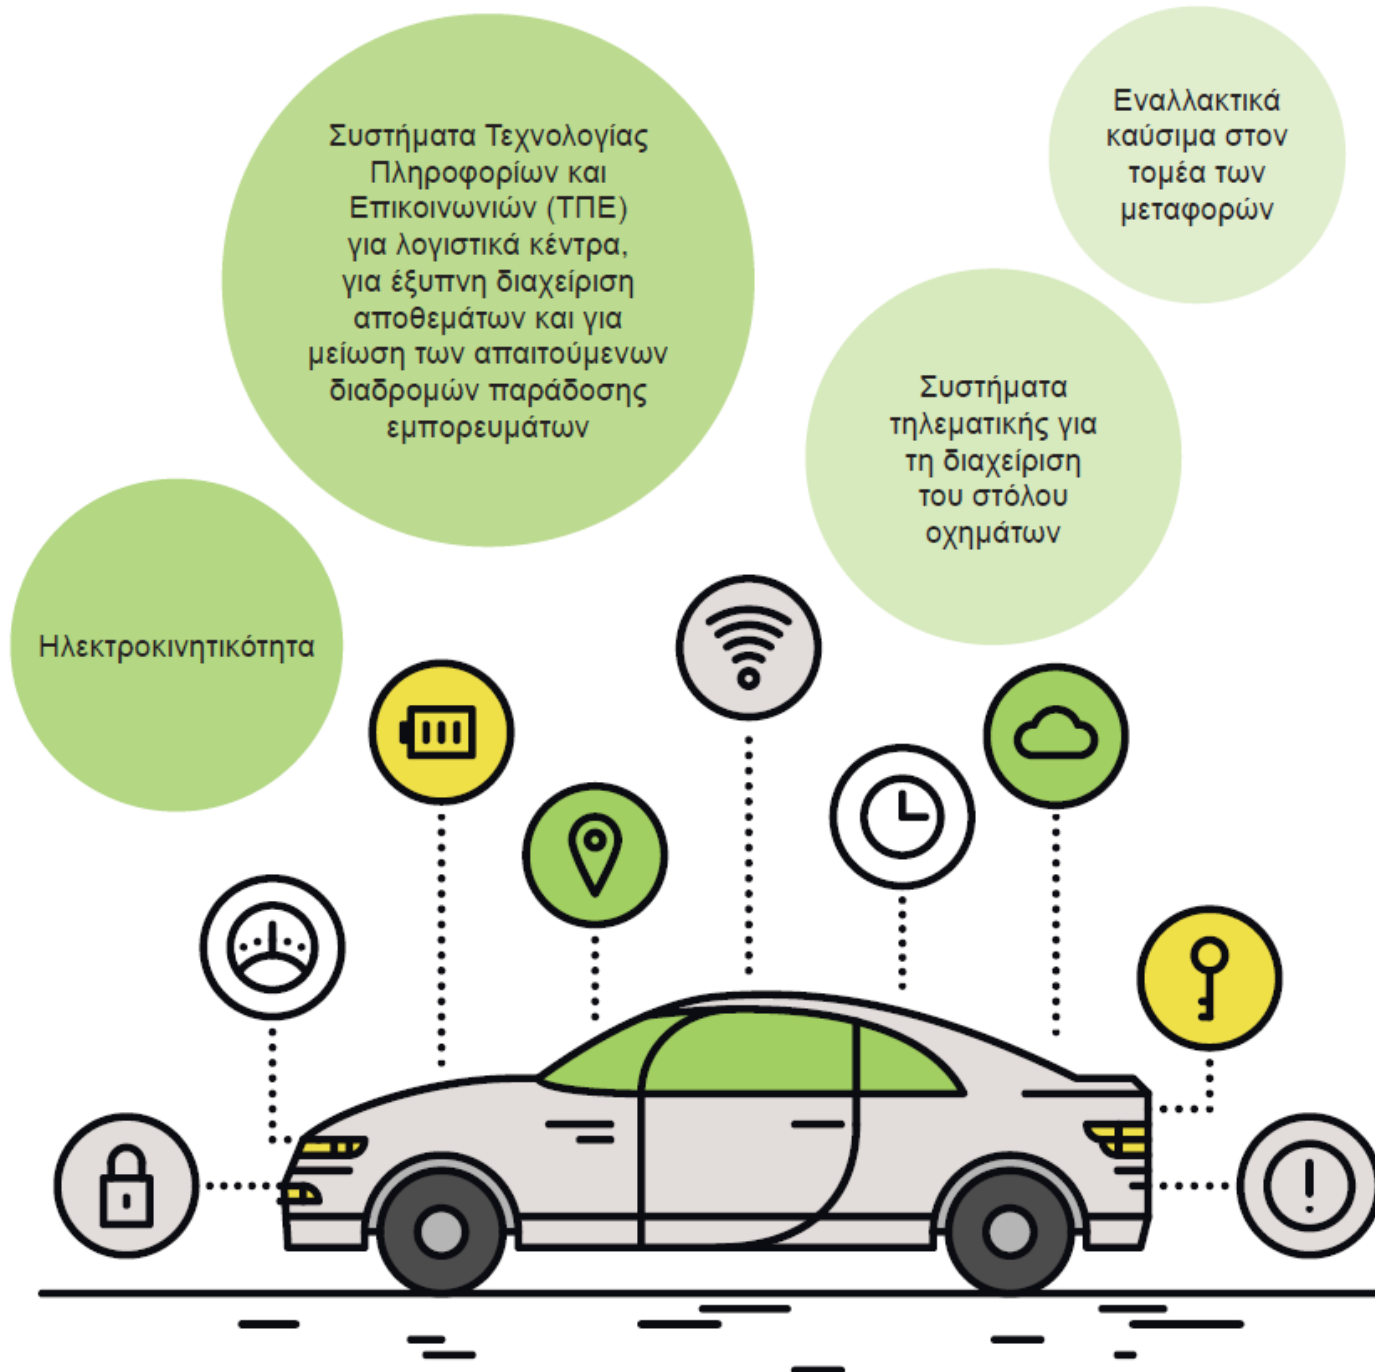 Συστήματα Τεχνολογίας
Πληροφορίων και
Επικοινωνιών (ΤΠΕ)
για λογιστικά κέντρα,
για έξυπνη διαχείριση
αποθεμάτων και για
μείωση των απαιτούμενων
διαδρομών παράδοσης
εμπορευμάτων
Εναλλακτικά
καύσιμα στον
τομέα των
μεταφορών
Συστήματα
τηλεματικής για
τη διαχείριση
του στόλου
οχημάτων
Ηλεκτροκινητικότητα